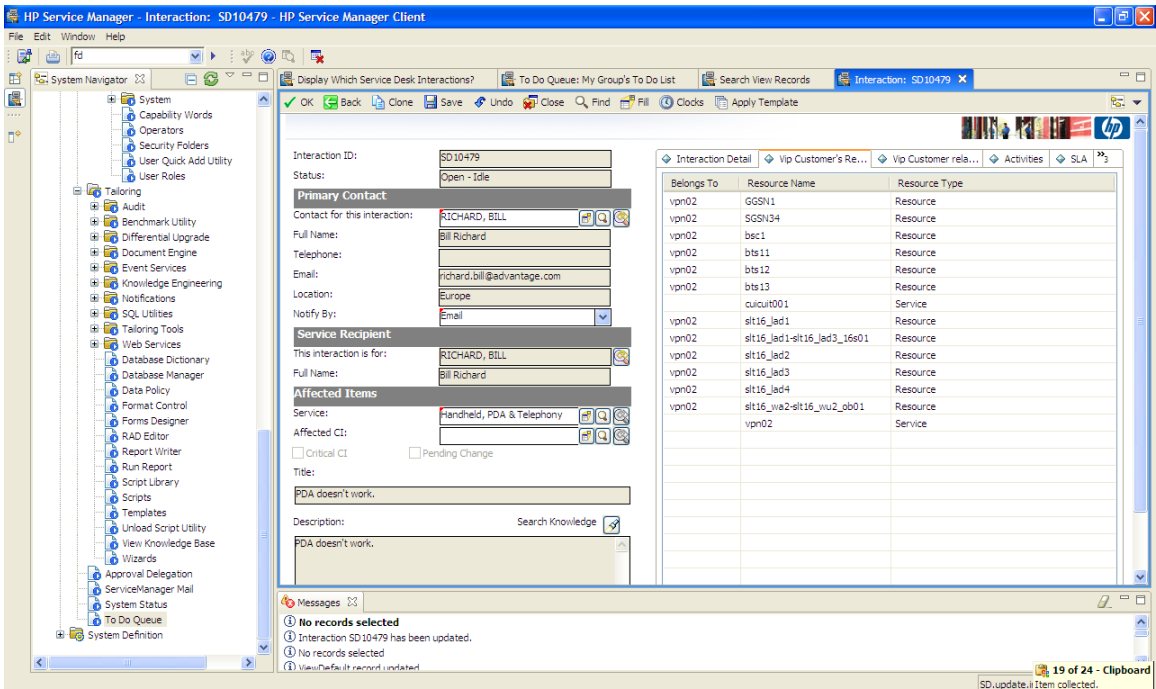 HP Service Manager - Interaction: SD10479 - HP Service Manager Client
File Edit Window Help
fd
System Navigator
System
Capability Words
Operators
Security Folders
User Quick Add Utility
User Roles
Tailoring
Audit
Benchmark Utility
Differential Upgrade
Document Engine
Event Services
Knowledge Engineering
Notifications
SQL Utilities
Tailoring Tools
Web Services
Database Dictionary
Database Manager
Data Policy
Format Control
Forms Designer
RAD Editor
Report Writer
Run Report
Script Library
Scripts
Templates
Unload Script Utility
View Knowledge Base
Wizards
Approval Delegation
ServiceManager Mail
System Status
To Do Queue
System Definition
Display Which Service Desk Interactions? To Do Queue: My Group's To Do List Search View Records Interaction: SD10479
OK Back Clone Save Undo Close Find Fill Clocks Apply Template
hp
Interaction ID: SD10479
Status: Open - Idle
Primary Contact
Contact for this interaction: RICHARD, BILL
Full Name: Bill Richard
Telephone:
Email: richard.bill@advantage.com
Location: Europe
Notify By: Email
Service Recipient
This interaction is for: RICHARD, BILL
Full Name: Bill Richard
Affected Items
Service: Handheld, PDA & Telephony
Affected CI:
Critical CI Pending Change
Title:
PDA doesn't work.
Description: Search Knowledge
PDA doesn't work.
Interaction Detail Vip Customer's Re... Vip Customer rela... Activities SLA »3
Belongs To Resource Name Resource Type
vpn02 GGSN1 Resource
vpn02 SGSN34 Resource
vpn02 bsc1 Resource
vpn02 bts11 Resource
vpn02 bts12 Resource
vpn02 bts13 Resource
cuicuit001 Service
vpn02 slt16_lad1 Resource
vpn02 slt16_lad1-slt16_lad3_16s01 Resource
vpn02 slt16_lad2 Resource
vpn02 slt16_lad3 Resource
vpn02 slt16_lad4 Resource
vpn02 slt16_wa2-slt16_wu2_ob01 Resource
vpn02 Service
Messages
No records selected
Interaction SD10479 has been updated.
No records selected
ViewDefault record updated
19 of 24 - Clipboard
SD.update.i Item collected.